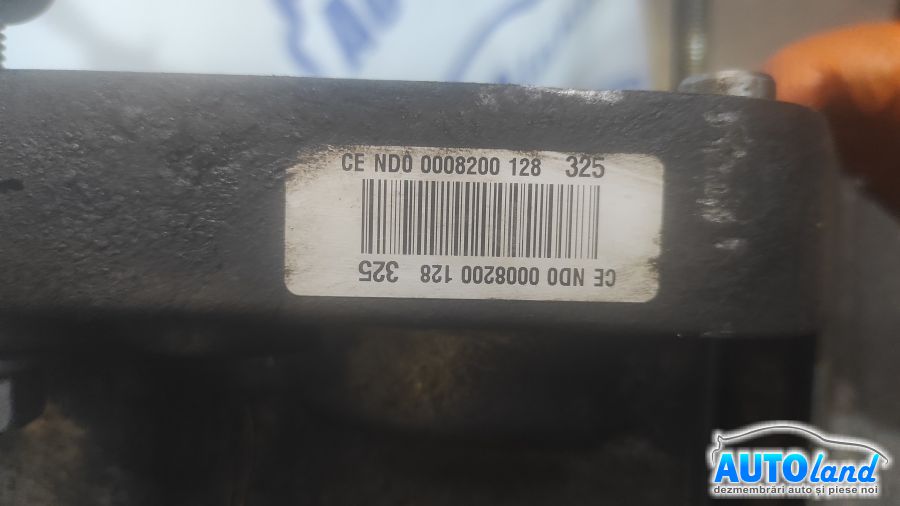 CE ND0 0008200 128 325
CE ND0 0008200 128 325
AUTOland
dezmembrări auto și piese noi